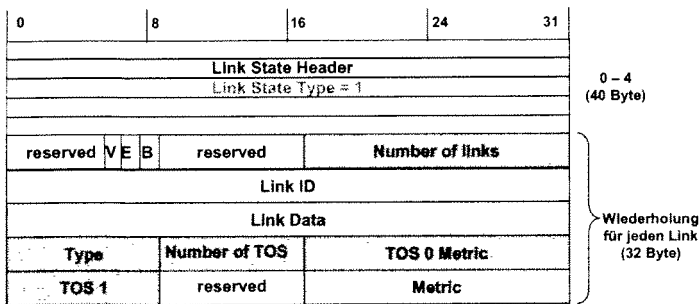 0 8 16 24 31
Link State Header
Link State Type = 1
0 – 4
(40 Byte)
reserved V E B reserved Number of links
Link ID
Link Data
Type Number of TOS TOS 0 Metric
TOS 1 reserved Metric
Wiederholung
für jeden Link
(32 Byte)